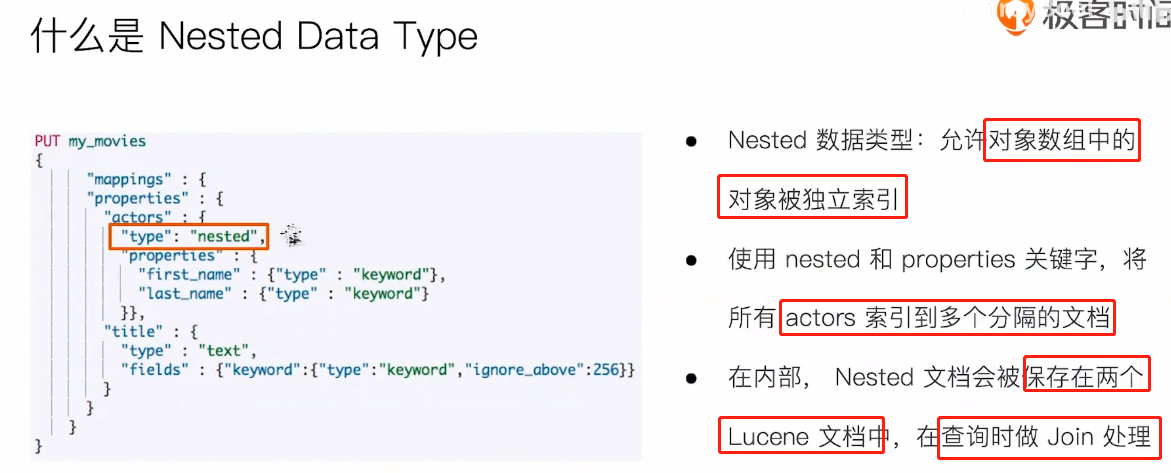 什么是 Nested Data Type
极客时间
PUT my_movies
{
"mappings" : {
"properties" : {
"actors" : {
"type": "nested",
"properties" : {
"first_name" : {"type" : "keyword"},
"last_name" : {"type" : "keyword"}
}},
"title" : {
"type" : "text",
"fields" : {"keyword":{"type":"keyword","ignore_above":256}}
}
}
}
}
Nested 数据类型：允许对象数组中的
对象被独立索引
使用 nested 和 properties 关键字，将
所有 actors 索引到多个分隔的文档
在内部， Nested 文档会被保存在两个
Lucene 文档中，在查询时做 Join 处理